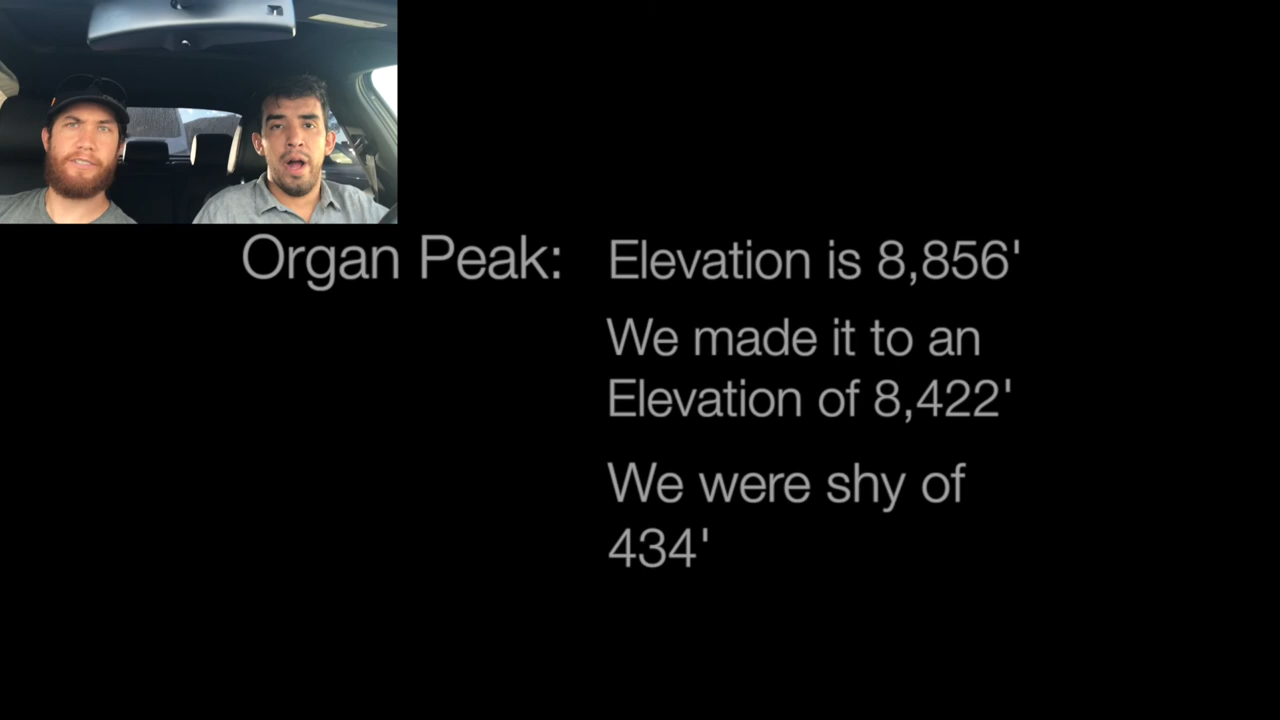 Organ Peak: Elevation is 8,856'
We made it to an
Elevation of 8,422'
We were shy of
434'